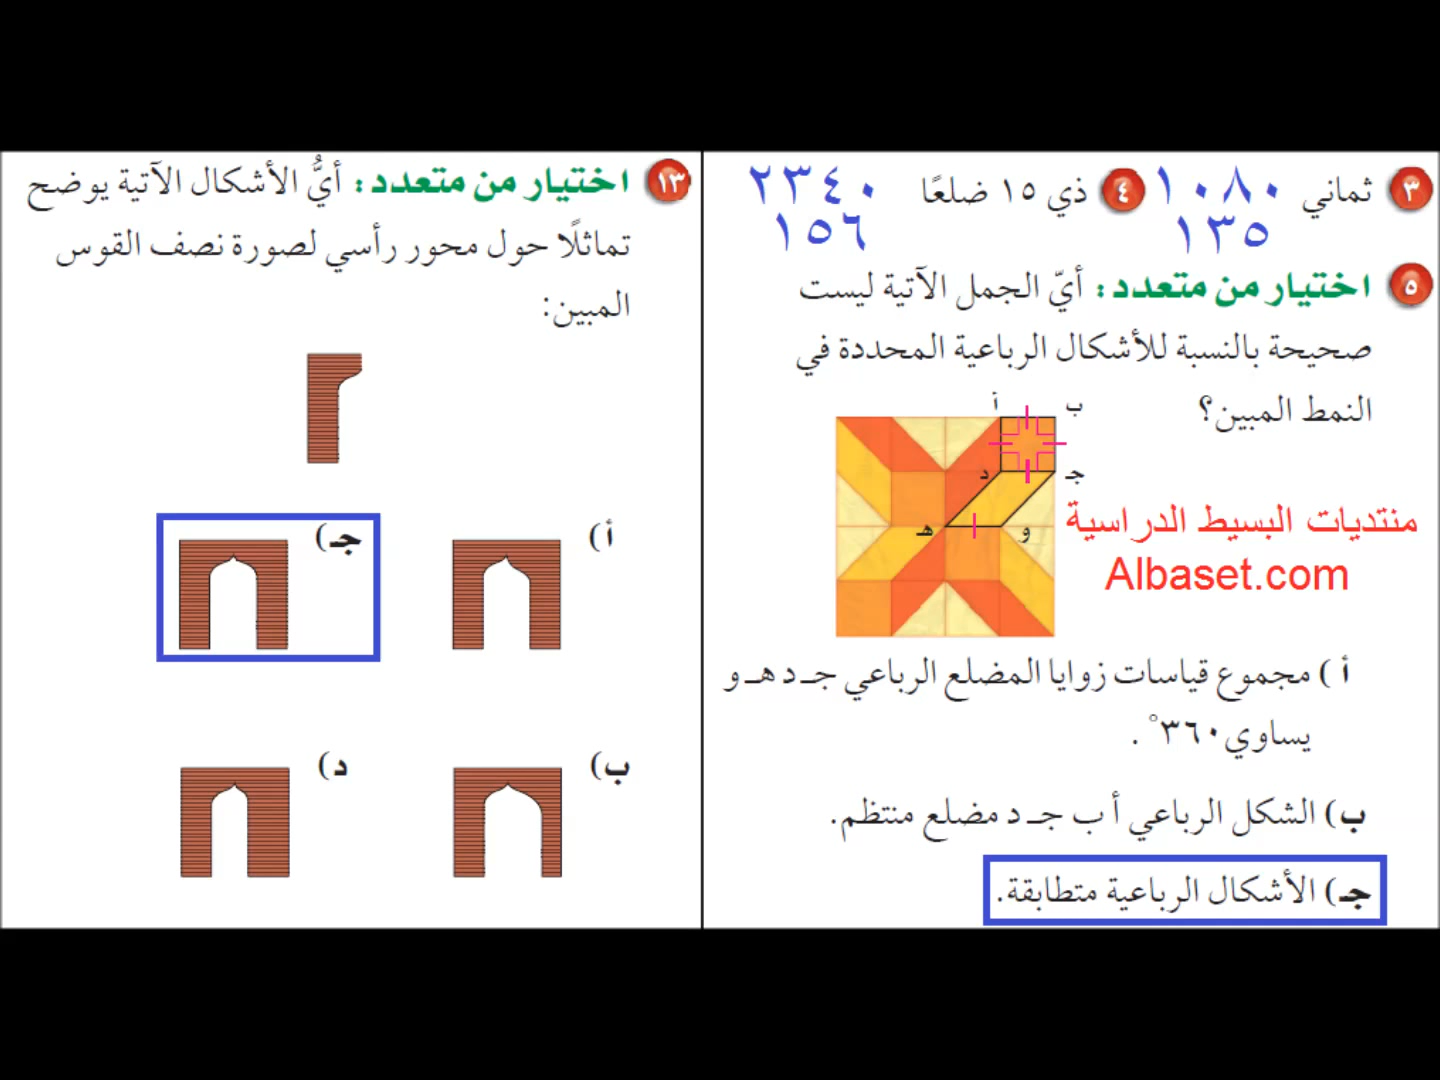 ٣ ثماني ١٠٨٠ ٤ ذي ١٥ ضلعًا ٢٣٤٠
١٣٥ ١٥٦
٥ اختيار من متعدد : أيّ الجمل الآتية ليست
صحيحة بالنسبة للأشكال الرباعية المحددة في
النمط المبين؟
أ ب
د جـ
هـ و
منتديات البسيط الدراسية
Albaset.com
أ ) مجموع قياسات زوايا المضلع الرباعي جـ د هـ و
يساوي ٣٦٠° .
ب) الشكل الرباعي أ ب جـ د مضلع منتظم.
جـ) الأشكال الرباعية متطابقة.
١٣ اختيار من متعدد : أيُّ الأشكال الآتية يوضح
تماثلًا حول محور رأسي لصورة نصف القوس
المبين:
أ ) جـ)
ب) د )